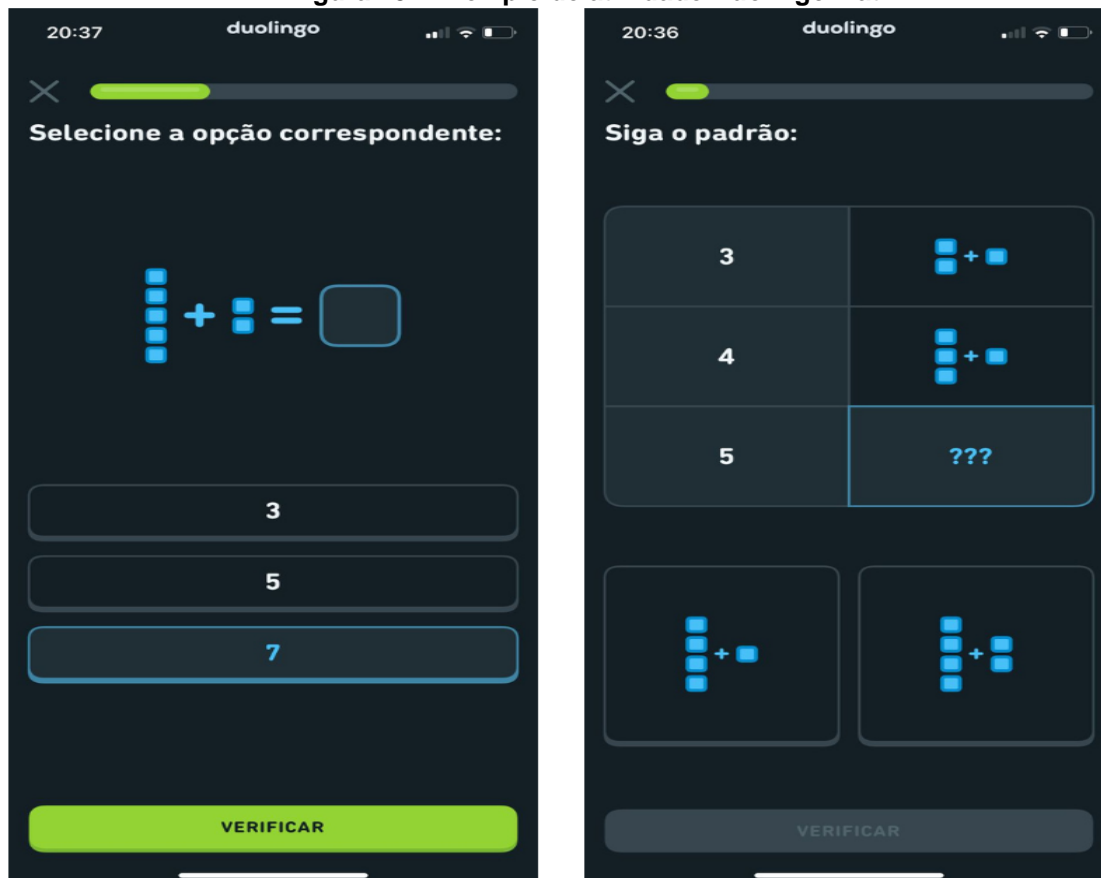 20:37
duolingo
Selecione a opção correspondente:
+ =
3
5
7
VERIFICAR
20:36
duolingo
Siga o padrão:
3
+
4
+
5
???
+
+
VERIFICAR